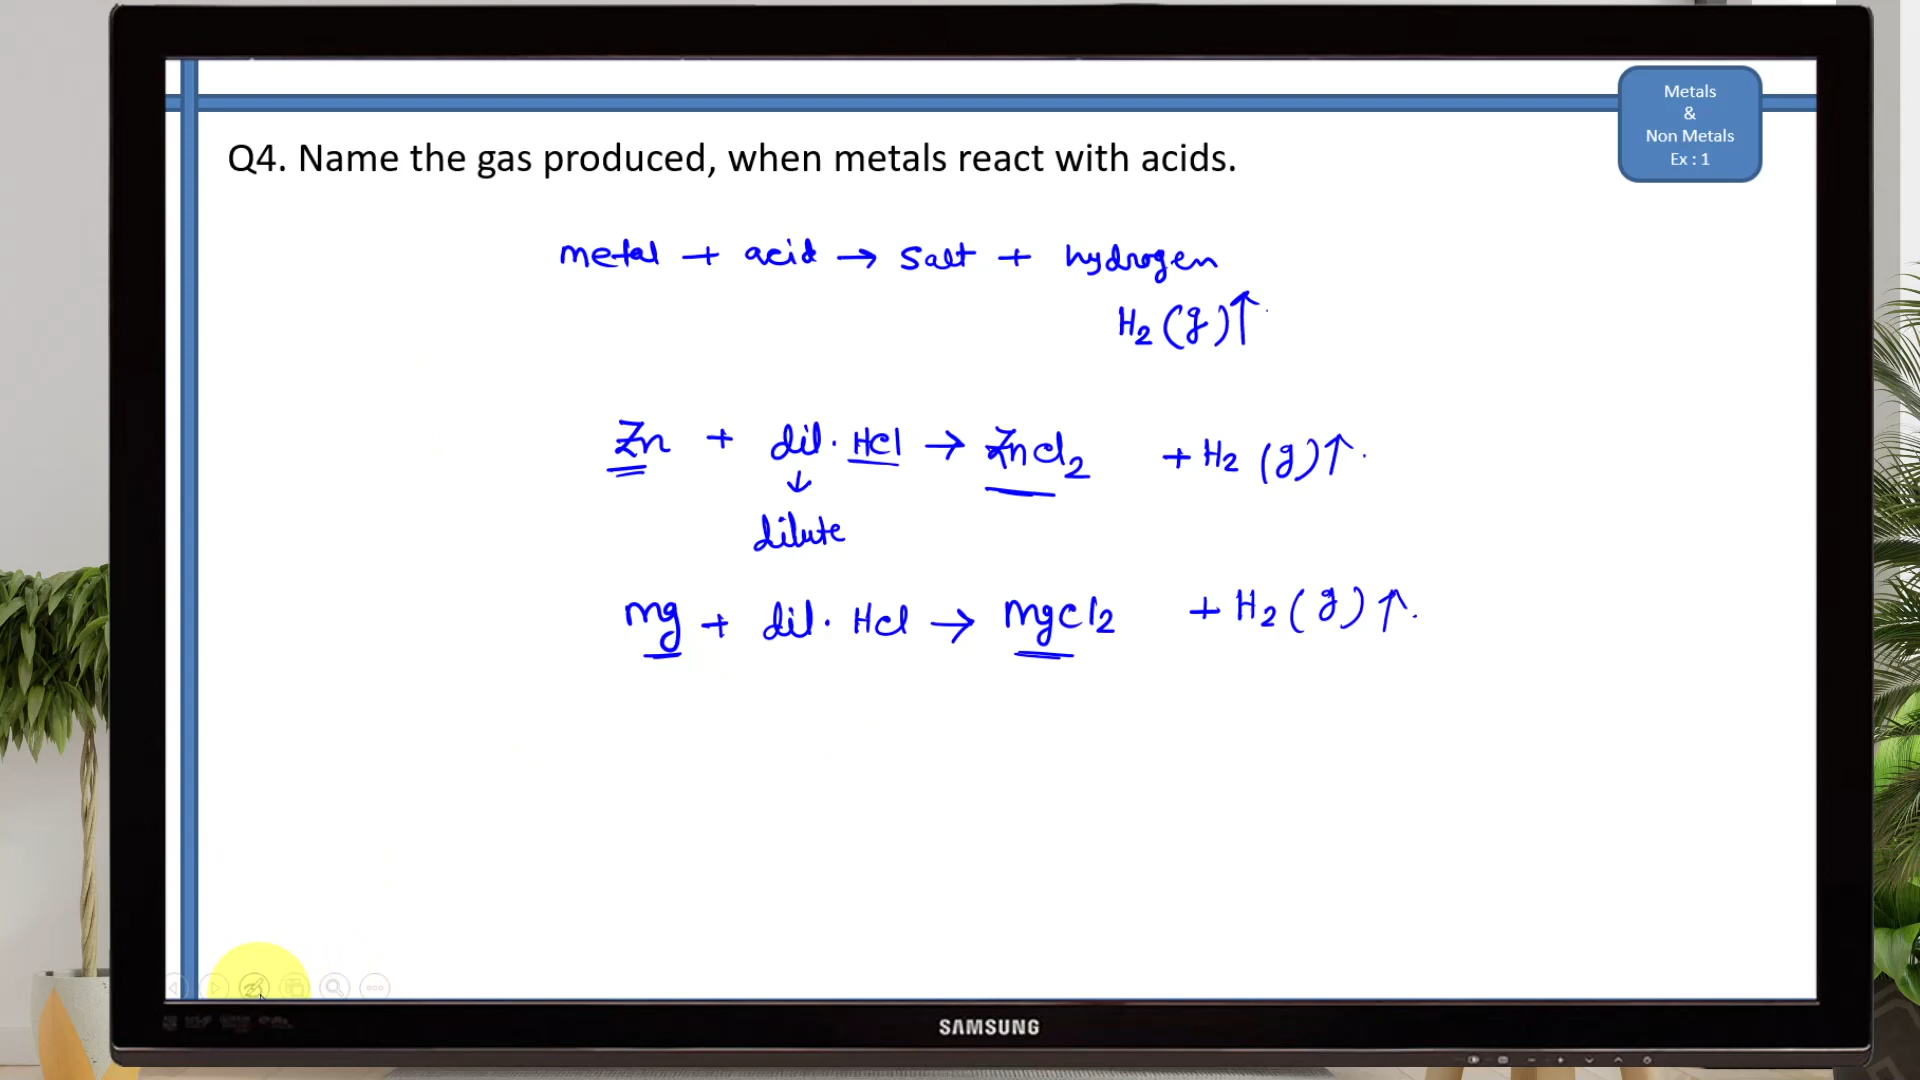 Metals
&
Non Metals
Ex : 1
Q4. Name the gas produced, when metals react with acids.
metal + acid → salt + hydrogen
H₂ (g)↑
Zn + dil. HCl → ZnCl₂ + H₂ (g)↑.
↓
dilute
mg + dil. HCl → mgCl₂ + H₂ (g)↑.
SAMSUNG